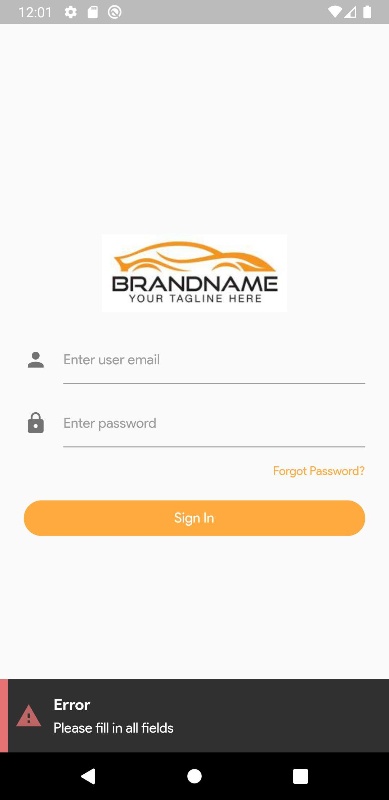 12:01
BRANDNAME
YOUR TAGLINE HERE
Enter user email
Enter password
Forgot Password?
Sign In
Error
Please fill in all fields